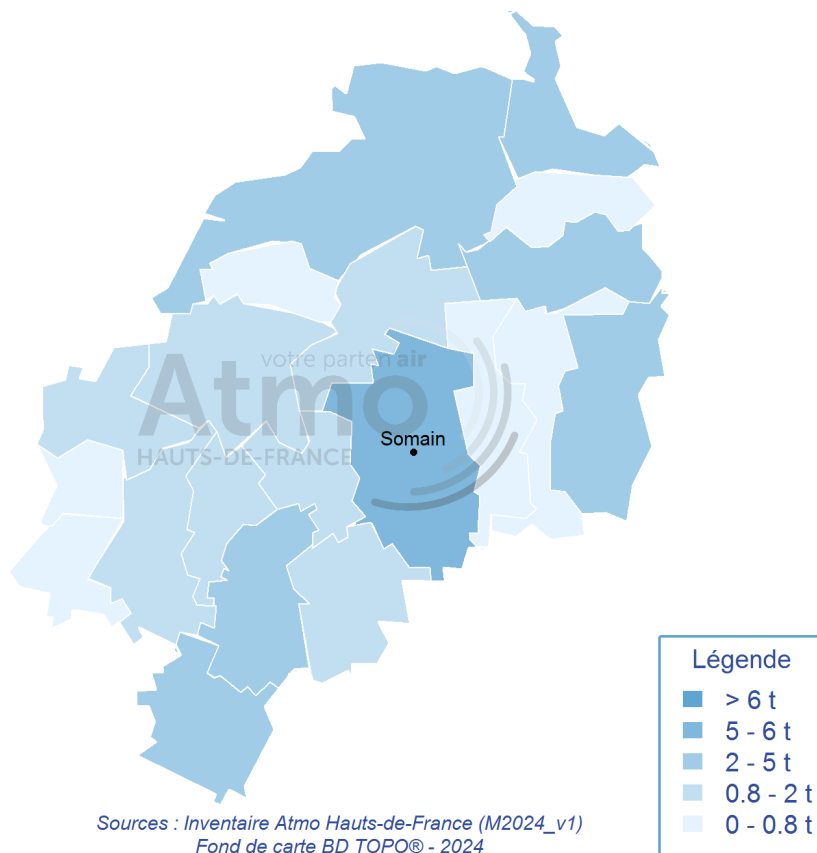 votre parten air
Atmo
HAUTS-DE-FRANCE
Somain
Légende
> 6 t
5 - 6 t
2 - 5 t
0.8 - 2 t
0 - 0.8 t
Sources : Inventaire Atmo Hauts-de-France (M2024_v1)
Fond de carte BD TOPO® - 2024